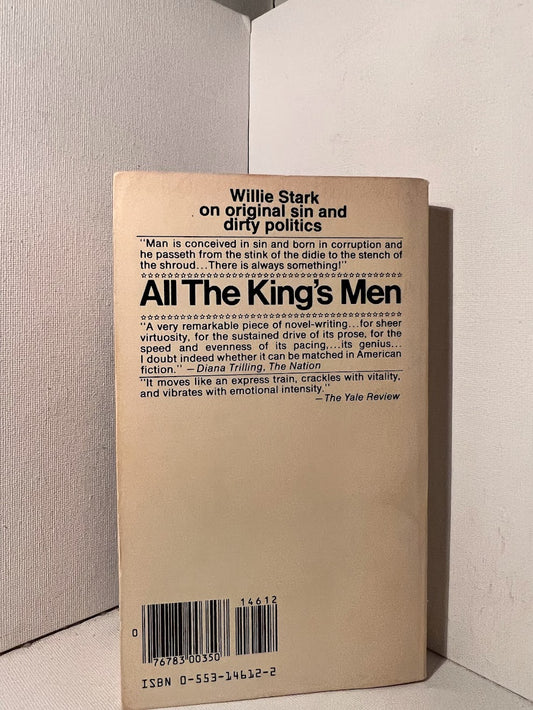 Willie Stark
on original sin and
dirty politics
"Man is conceived in sin and born in corruption and
he passeth from the stink of the didie to the stench of
the shroud...There is always something!"
☆☆☆☆☆☆☆☆☆☆☆☆☆☆☆☆☆☆☆☆☆☆☆☆☆☆☆☆☆☆☆☆☆☆☆☆☆☆☆☆
All The King's Men
☆☆☆☆☆☆☆☆☆☆☆☆☆☆☆☆☆☆☆☆☆☆☆☆☆☆☆☆☆☆☆☆☆☆☆☆☆☆☆☆
"A very remarkable piece of novel-writing...for sheer
virtuosity, for the sustained drive of its prose, for the
speed and evenness of its pacing,...its genius...
I doubt indeed whether it can be matched in American
fiction." – Diana Trilling, The Nation
"It moves like an express train, crackles with vitality,
and vibrates with emotional intensity."
– The Yale Review
14612
0
76783 00350
ISBN 0-553-14612-2